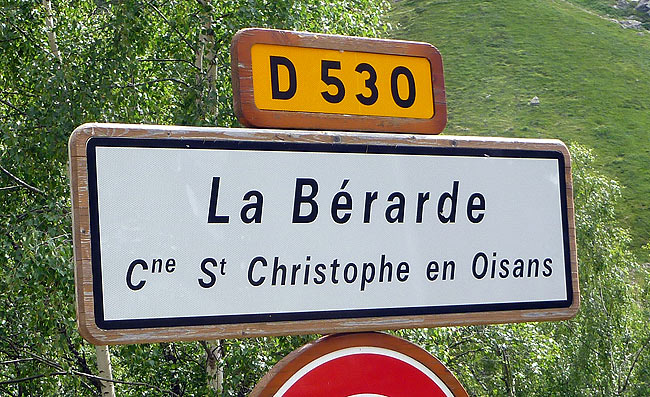 D 530
La Bérarde
Cne St Christophe en Oisans